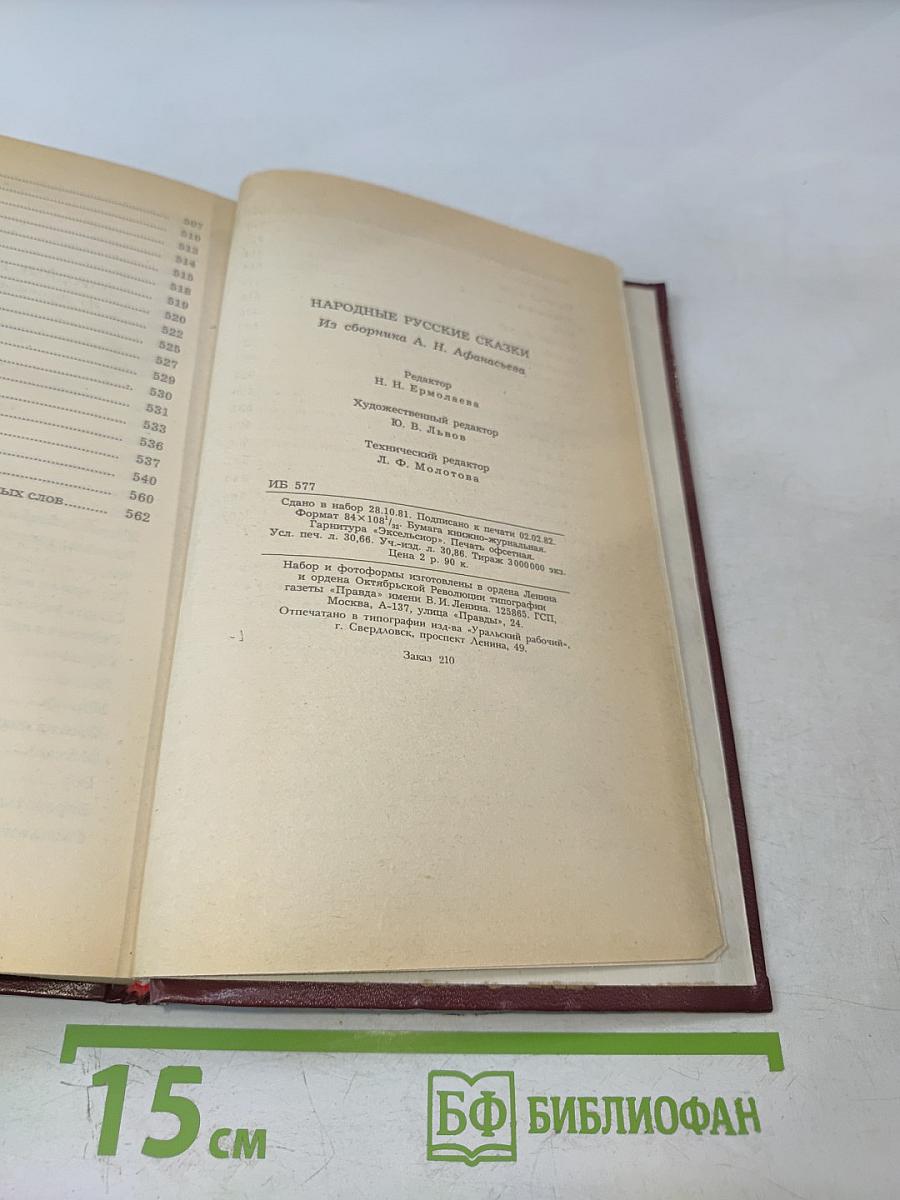 507
510
513
514
515
518
519
520
522
525
527
529
530
531
533
536
537
540
560
ых слов 562
НАРОДНЫЕ РУССКИЕ СКАЗКИ
Из сборника А. Н. Афанасьева
Редактор
Н. Н. Ермолаева
Художественный редактор
Ю. В. Львов
Технический редактор
Л. Ф. Молотова
ИБ 577
Сдано в набор 28.10.81. Подписано к печати 02.02.82.
Формат 84×108¹/₃₂. Бумага книжно-журнальная.
Гарнитура «Эксельсиор». Печать офсетная.
Усл. печ. л. 30,66. Уч.-изд. л. 30,86. Тираж 3 000 000 экз.
Цена 2 р. 90 к.
Набор и фотоформы изготовлены в ордена Ленина
и ордена Октябрьской Революции типографии
газеты «Правда» имени В. И. Ленина. 125865. ГСП,
Москва, А-137, улица «Правды», 24.
Отпечатано в типографии изд-ва «Уральский рабочий»,
г. Свердловск, проспект Ленина, 49.
Заказ 210
15 см
БФ БИБЛИОФАН